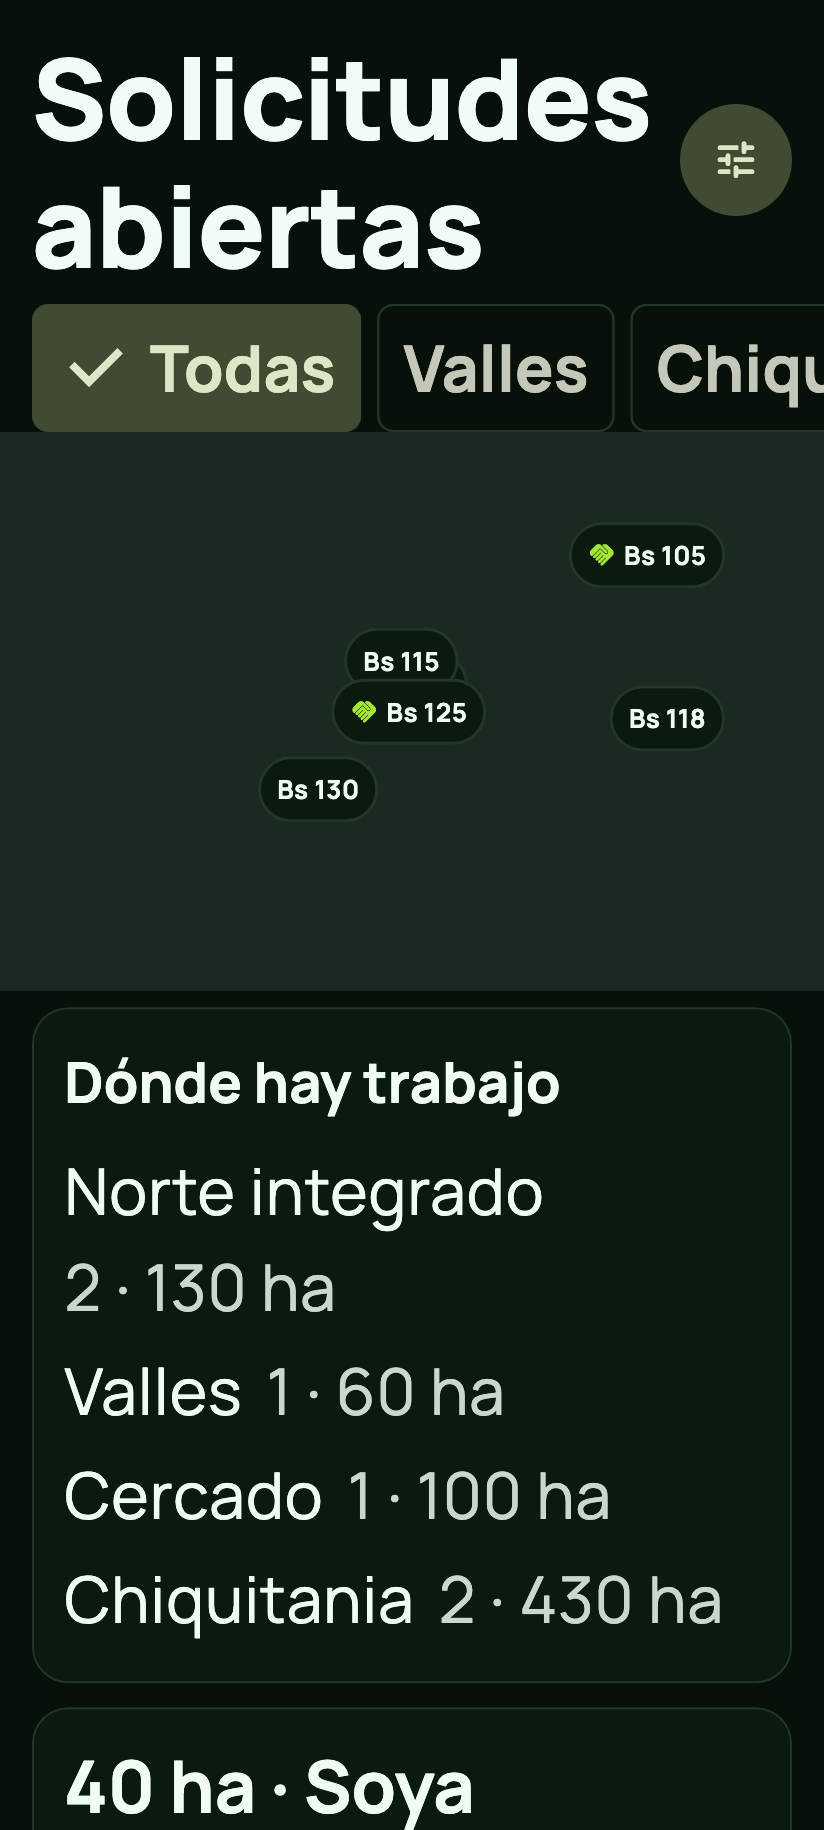 Solicitudes
abiertas
Todas
Valles
Chiqu
Bs 105
Bs 115
Bs 125
Bs 118
Bs 130
Dónde hay trabajo
Norte integrado
2 · 130 ha
Valles 1 · 60 ha
Cercado 1 · 100 ha
Chiquitania 2 · 430 ha
40 ha · Soya